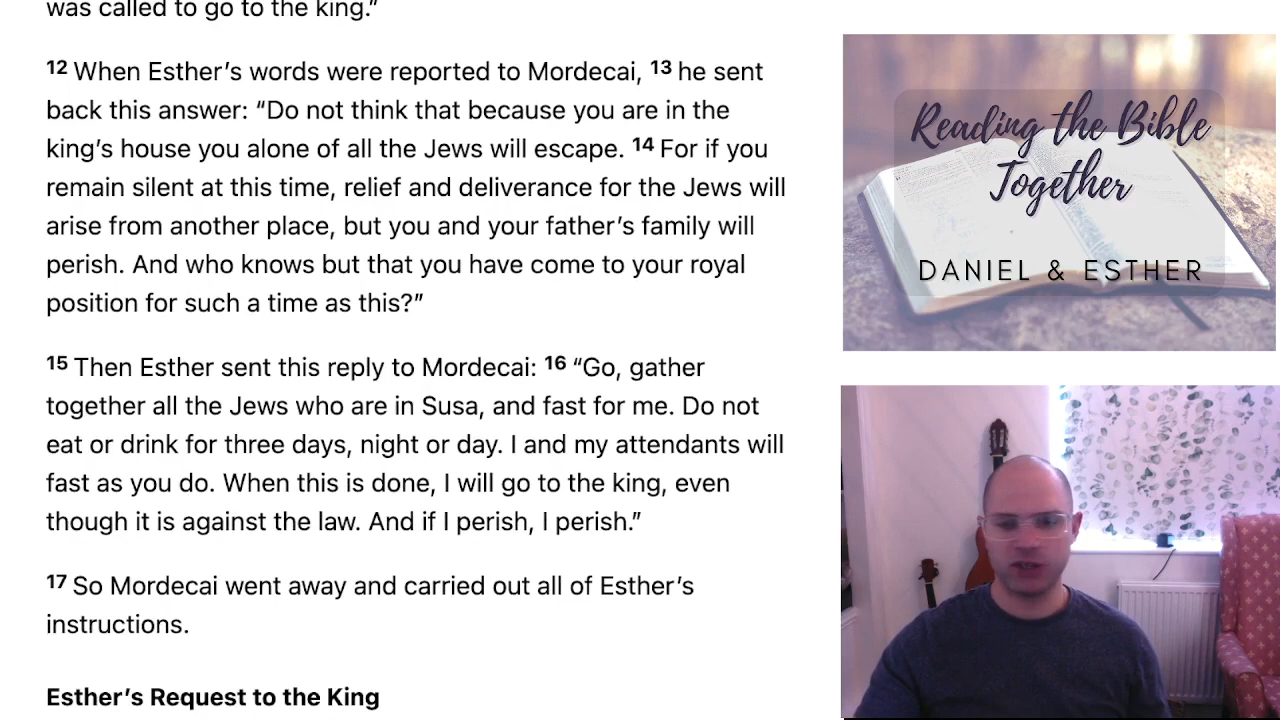 was called to go to the king.”
12 When Esther’s words were reported to Mordecai, 13 he sent
back this answer: “Do not think that because you are in the
king’s house you alone of all the Jews will escape. 14 For if you
remain silent at this time, relief and deliverance for the Jews will
arise from another place, but you and your father’s family will
perish. And who knows but that you have come to your royal
position for such a time as this?”
15 Then Esther sent this reply to Mordecai: 16 “Go, gather
together all the Jews who are in Susa, and fast for me. Do not
eat or drink for three days, night or day. I and my attendants will
fast as you do. When this is done, I will go to the king, even
though it is against the law. And if I perish, I perish.”
17 So Mordecai went away and carried out all of Esther’s
instructions.
Esther’s Request to the King
Reading the Bible
Together
DANIEL & ESTHER